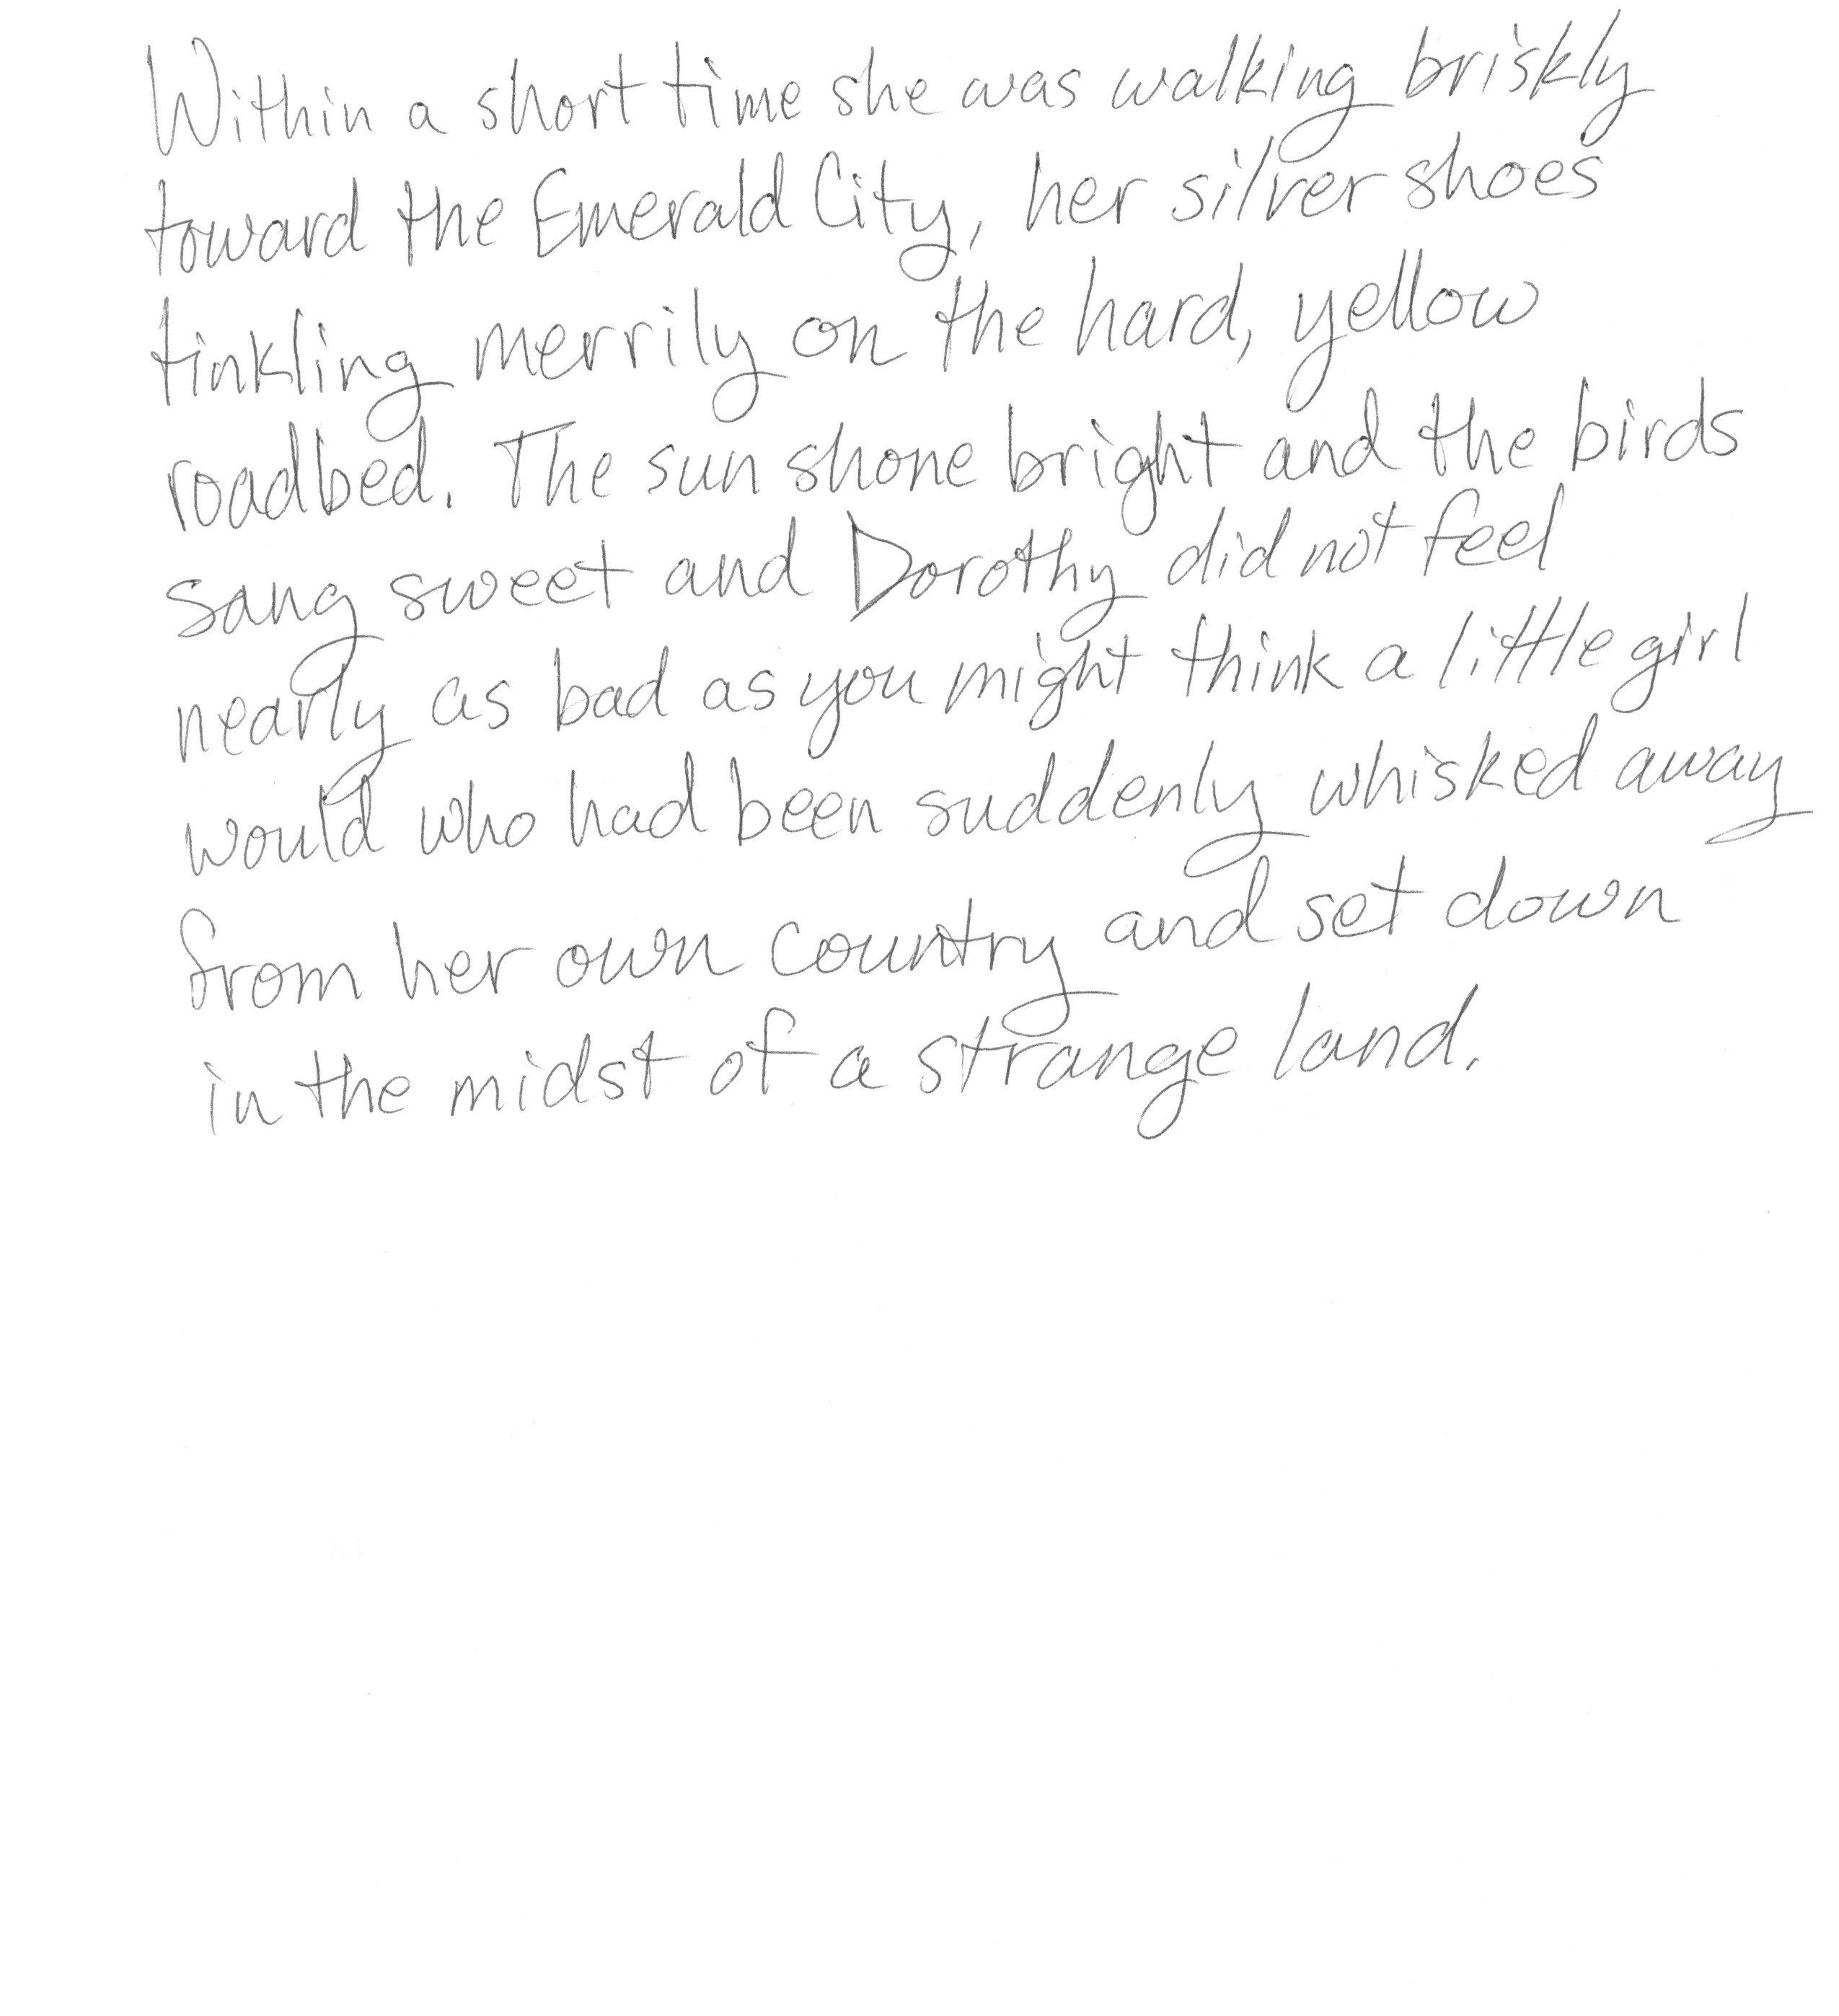 Within a short time she was walking briskly
toward the Emerald City, her silver shoes
tinkling merrily on the hard, yellow
roadbed. The sun shone bright and the birds
sang sweet and Dorothy did not feel
nearly as bad as you might think a little girl
would who had been suddenly whisked away
from her own country and set down
in the midst of a strange land.